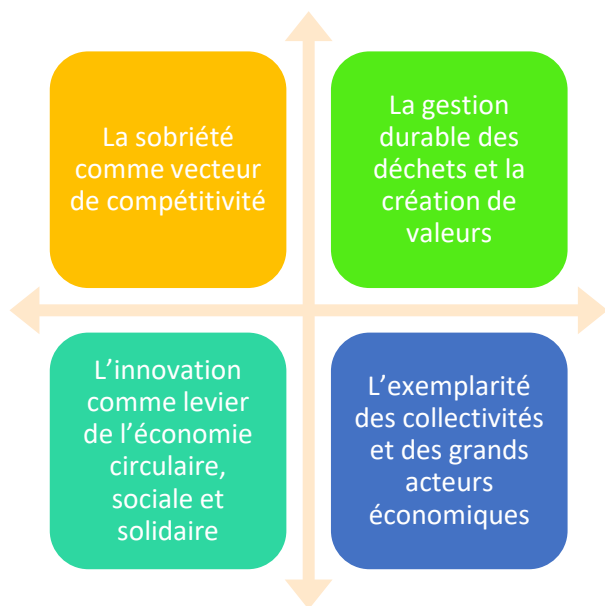 La sobriété
comme vecteur
de compétitivité
La gestion
durable des
déchets et la
création de
valeurs
L’innovation
comme levier
de l’économie
circulaire,
sociale et
solidaire
L’exemplarité
des collectivités
et des grands
acteurs
économiques